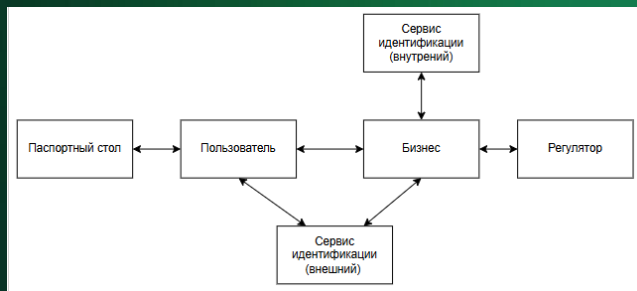 Сервис
идентификации
(внутрений)
Паспортный стол
Пользователь
Бизнес
Регулятор
Сервис
идентификации
(внешний)